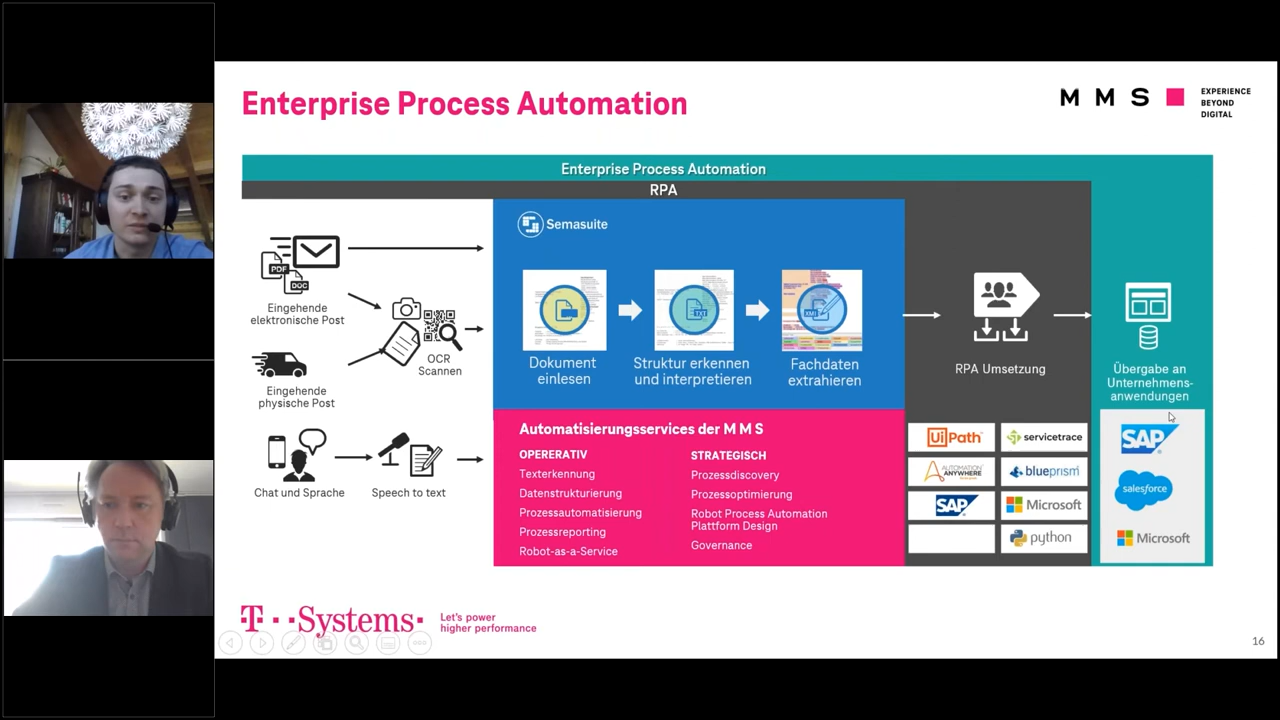 Enterprise Process Automation
M M S
EXPERIENCE
BEYOND
DIGITAL
Enterprise Process Automation
RPA
Semasuite
PDF
DOC
Eingehende
elektronische Post
OCR
Scannen
Eingehende
physische Post
Chat und Sprache
Speech to text
TXT
XML
Dokument
einlesen
Struktur erkennen
und interpretieren
Fachdaten
extrahieren
RPA Umsetzung
Übergabe an
Unternehmens-
anwendungen
Automatisierungsservices der M M S
OPERERATIV
Texterkennung
Datenstrukturierung
Prozessautomatisierung
Prozessreporting
Robot-as-a-Service
STRATEGISCH
Prozessdiscovery
Prozessoptimierung
Robot Process Automation
Plattform Design
Governance
UiPath
servicetrace
AUTOMATION
ANYWHERE
blueprism
SAP
Microsoft
python
SAP
salesforce
Microsoft
T · · Systems ·
Let's power
higher performance
16